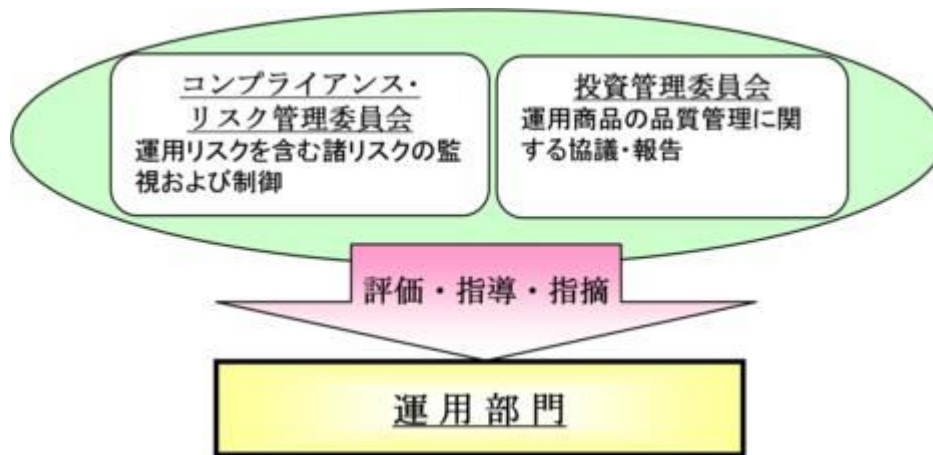 コンプライアンス・
リスク管理委員会
運用リスクを含む諸リスクの監
視および制御
投資管理委員会
運用商品の品質管理に関
する協議・報告
評価・指導・指摘
運用部門